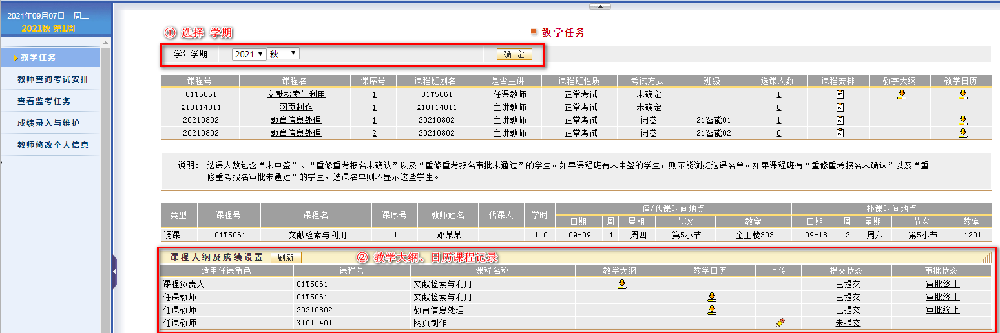 2021年09月07日 周二
2021秋 第1周
教学任务
教师查询考试安排
查看监考任务
成绩录入与维护
教师修改个人信息
① 选择 学期
教学任务
学年学期 2021 秋 确 定
课程号 课程名 课序号 课程班别名 是否主讲 课程班性质 考试方式 班级 选课人数 课程安排 教学大纲 教学日历
01T5061 文献检索与利用 1 01T5061 任课教师 正常考试 未确定 1
X10114011 网页制作 1 X10114011 主讲教师 正常考试 未确定 0
20210802 教育信息处理 1 20210802 主讲教师 正常考试 闭卷 21智能01 1
20210802 教育信息处理 2 20210802 主讲教师 正常考试 闭卷 21智能02 0
说明： 选课人数包含“未中签”、“重修重考报名未确认”以及“重修重考报名审批未通过”的学生。如果课程班有未中签的学生，则不能浏览选课名单。如果课程班有“重修重考报名未确认”以及“重
修重考报名审批未通过”的学生，选课名单则不显示这些学生。
类型 课程号 课程名 课序号 教师姓名 代课人 学时 停/代课时间地点 补课时间地点
日期 周 星期 节次 教室 日期 周 星期 节次 教室
调课 01T5061 文献检索与利用 1 邓某某 1.0 09-09 1 周四 第5小节 金工楼303 09-18 2 周六 第5小节 1201
课程大纲及成绩设置 刷新 ② 教学大纲、日历课程记录
适用任课角色 课程号 课程名称 教学大纲 教学日历 上传 提交状态 审批状态
课程负责人 01T5061 文献检索与利用 已提交 审批终止
任课教师 01T5061 文献检索与利用 已提交 审批终止
任课教师 20210802 教育信息处理 已提交 审批终止
任课教师 X10114011 网页制作 未提交